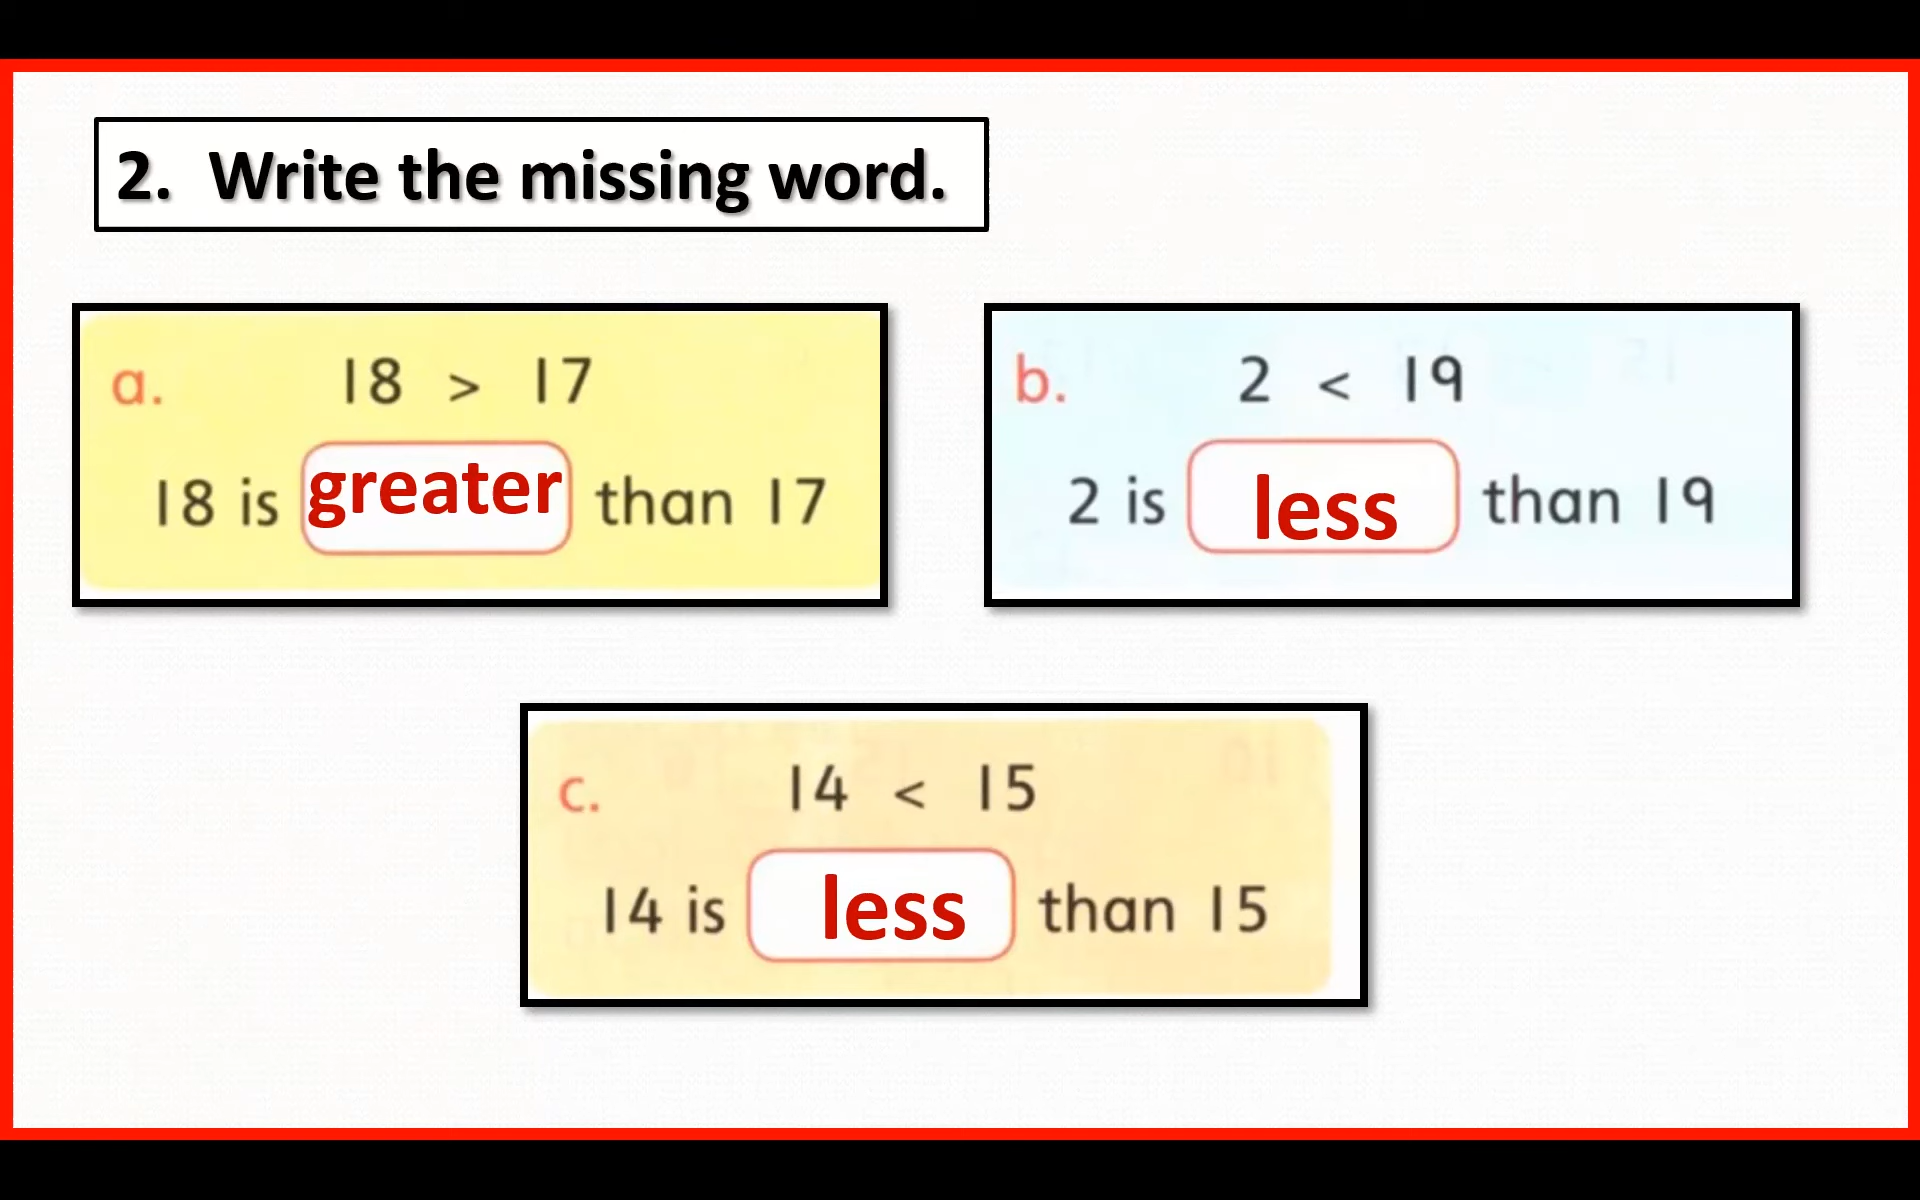 2. Write the missing word.
a. 18 > 17
18 is greater than 17
b. 2 < 19
2 is less than 19
c. 14 < 15
14 is less than 15